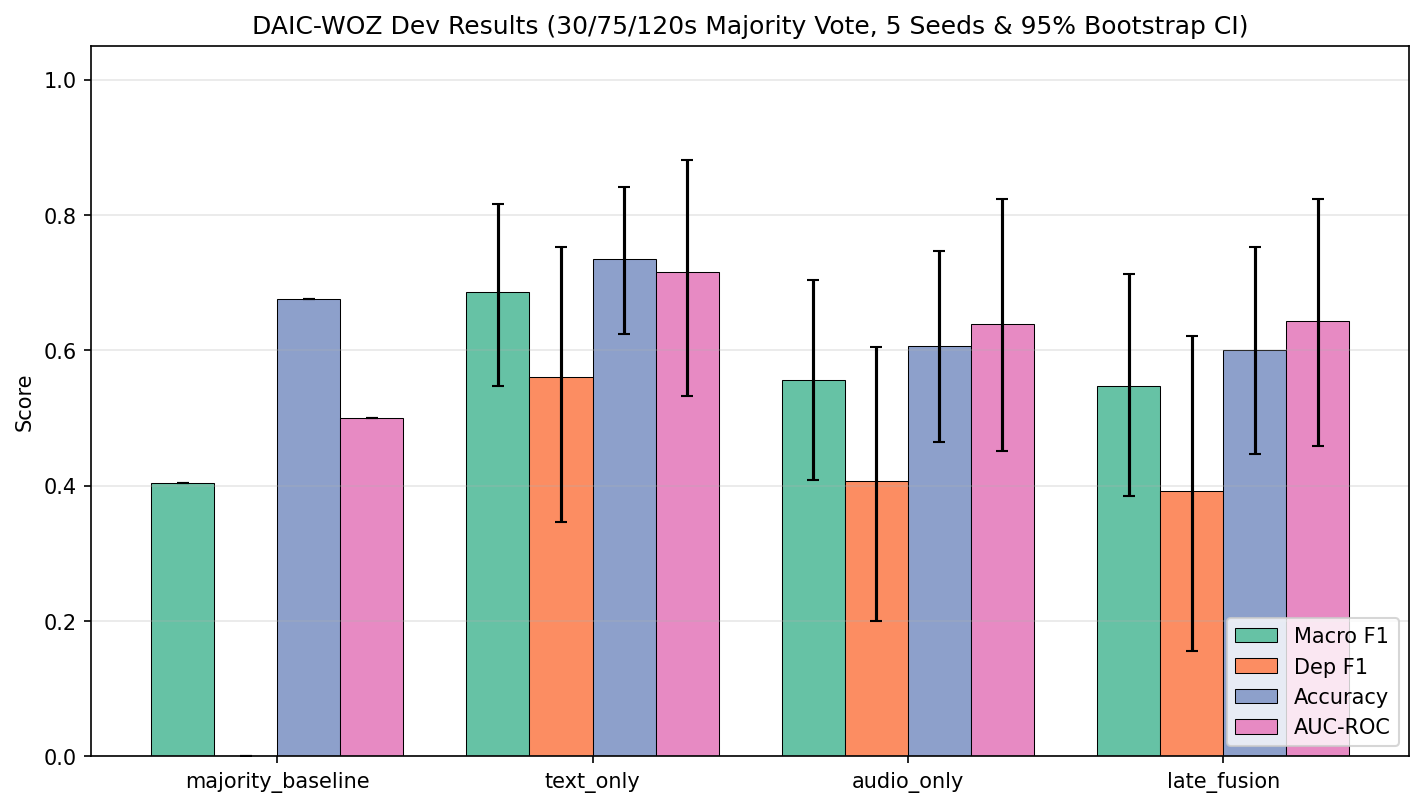 DAIC-WOZ Dev Results (30/75/120s Majority Vote, 5 Seeds & 95% Bootstrap CI)
Score
1.0
0.8
0.6
0.4
0.2
0.0
majority_baseline
text_only
audio_only
late_fusion
Macro F1
Dep F1
Accuracy
AUC-ROC